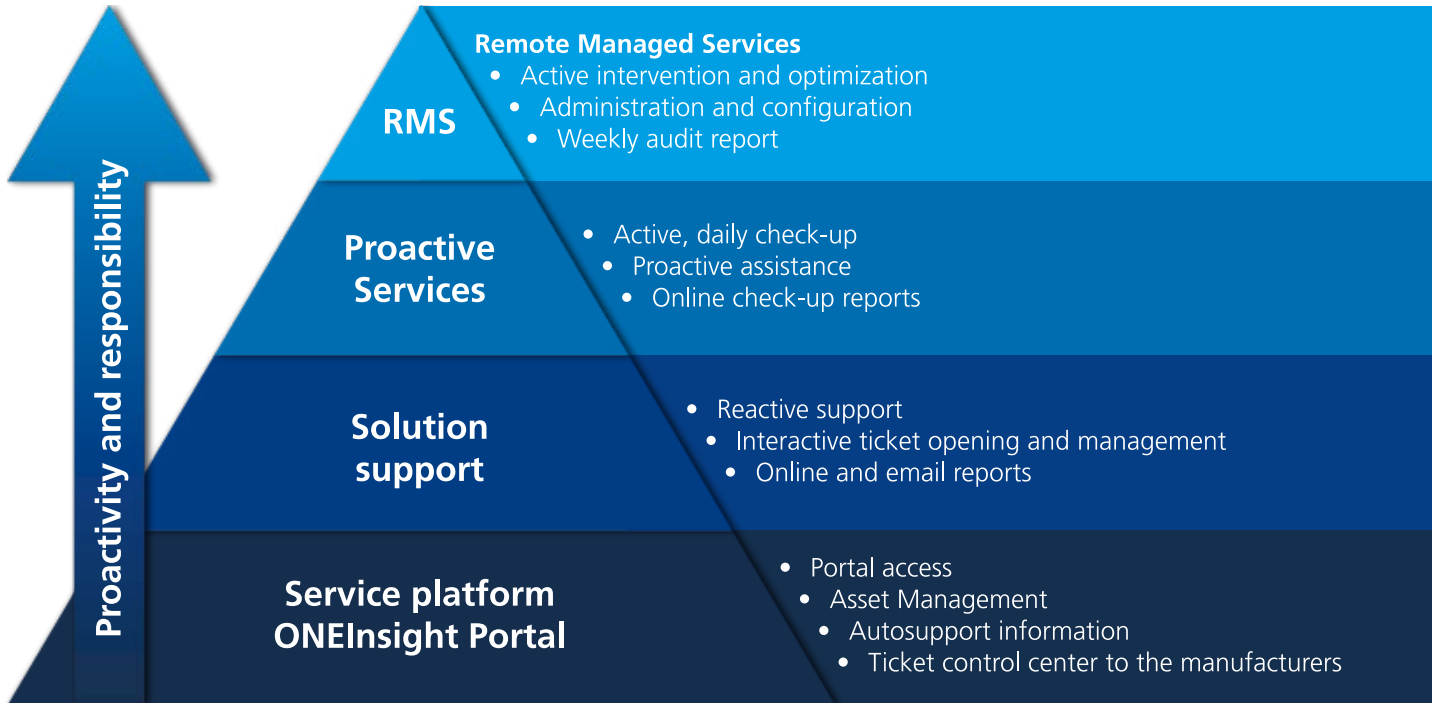 Proactivity and responsibility
RMS
Remote Managed Services
• Active intervention and optimization
• Administration and configuration
• Weekly audit report
Proactive
Services
• Active, daily check-up
• Proactive assistance
• Online check-up reports
Solution
support
• Reactive support
• Interactive ticket opening and management
• Online and email reports
Service platform
ONEInsight Portal
• Portal access
• Asset Management
• Autosupport information
• Ticket control center to the manufacturers